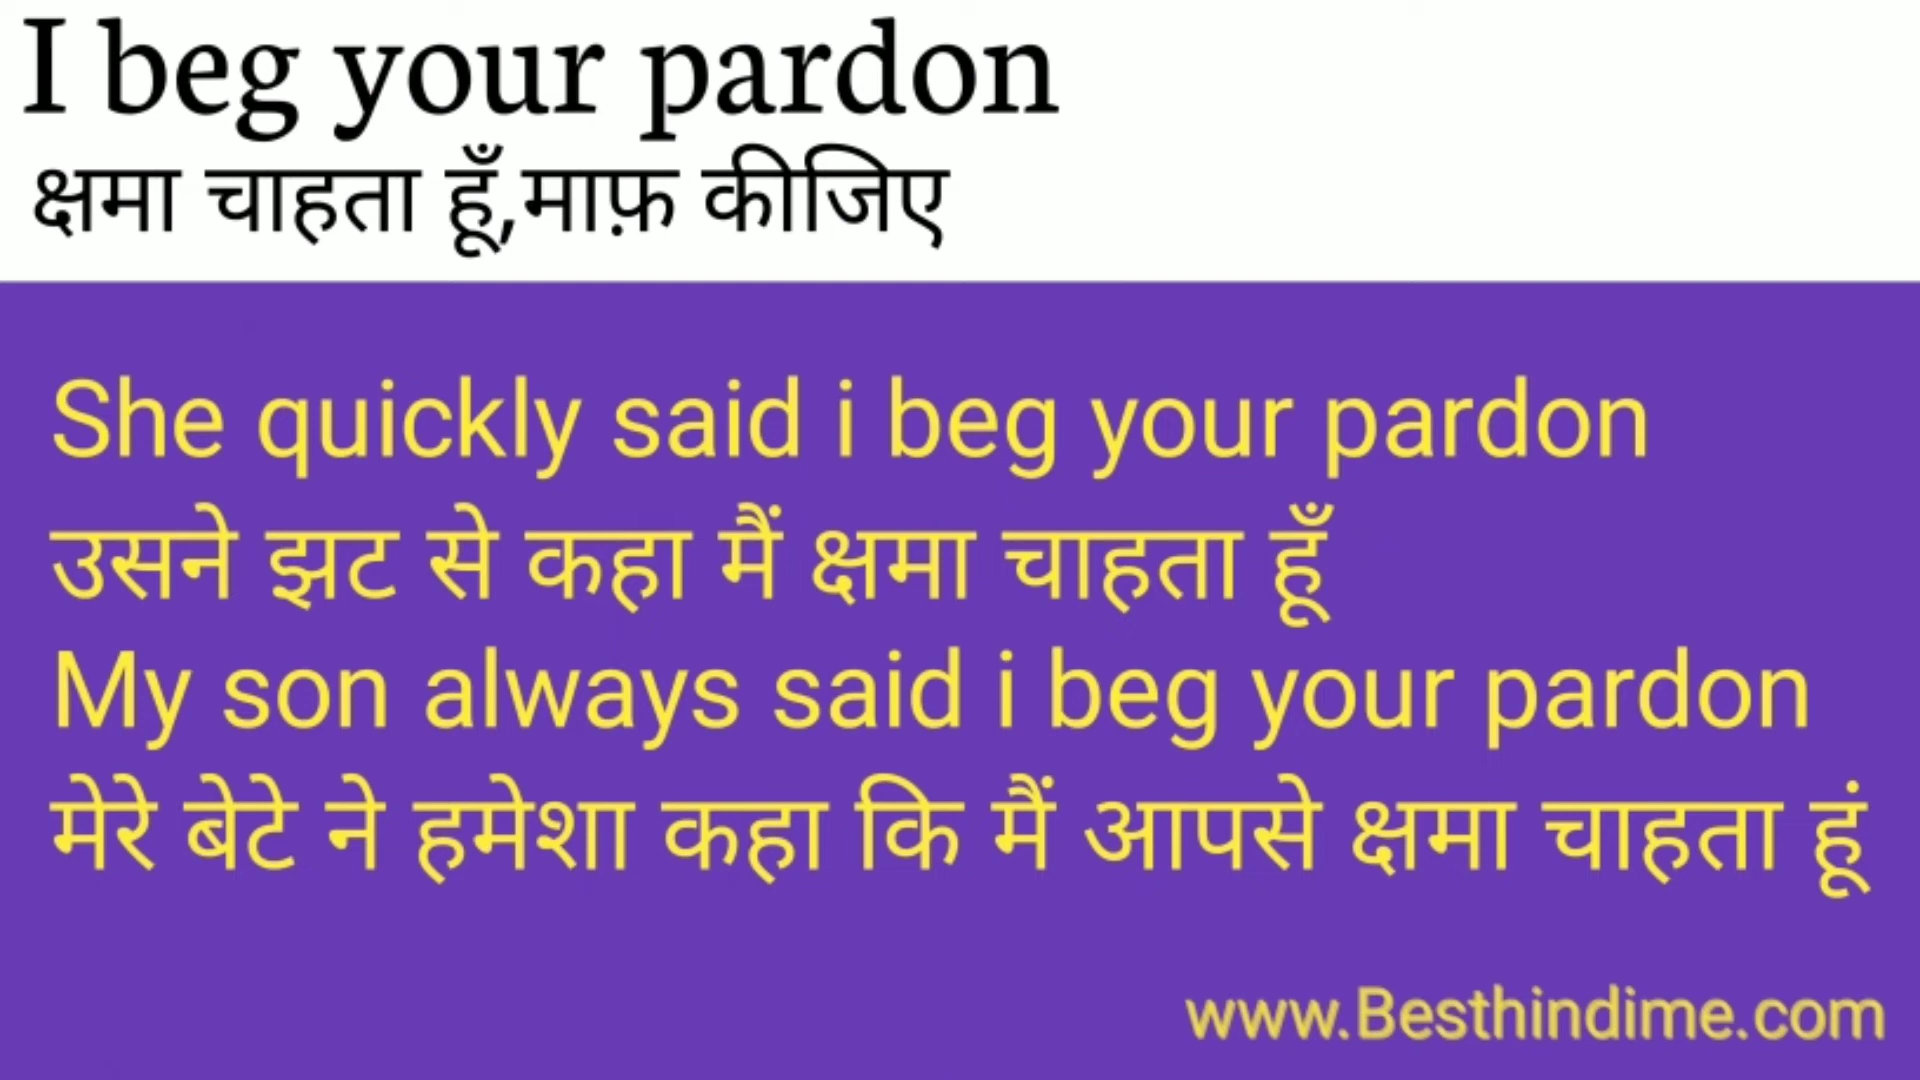 I beg your pardon
क्षमा चाहता हूँ,माफ़ कीजिए
She quickly said i beg your pardon
उसने झट से कहा मैं क्षमा चाहता हूँ
My son always said i beg your pardon
मेरे बेटे ने हमेशा कहा कि मैं आपसे क्षमा चाहता हूं
www.Besthindime.com